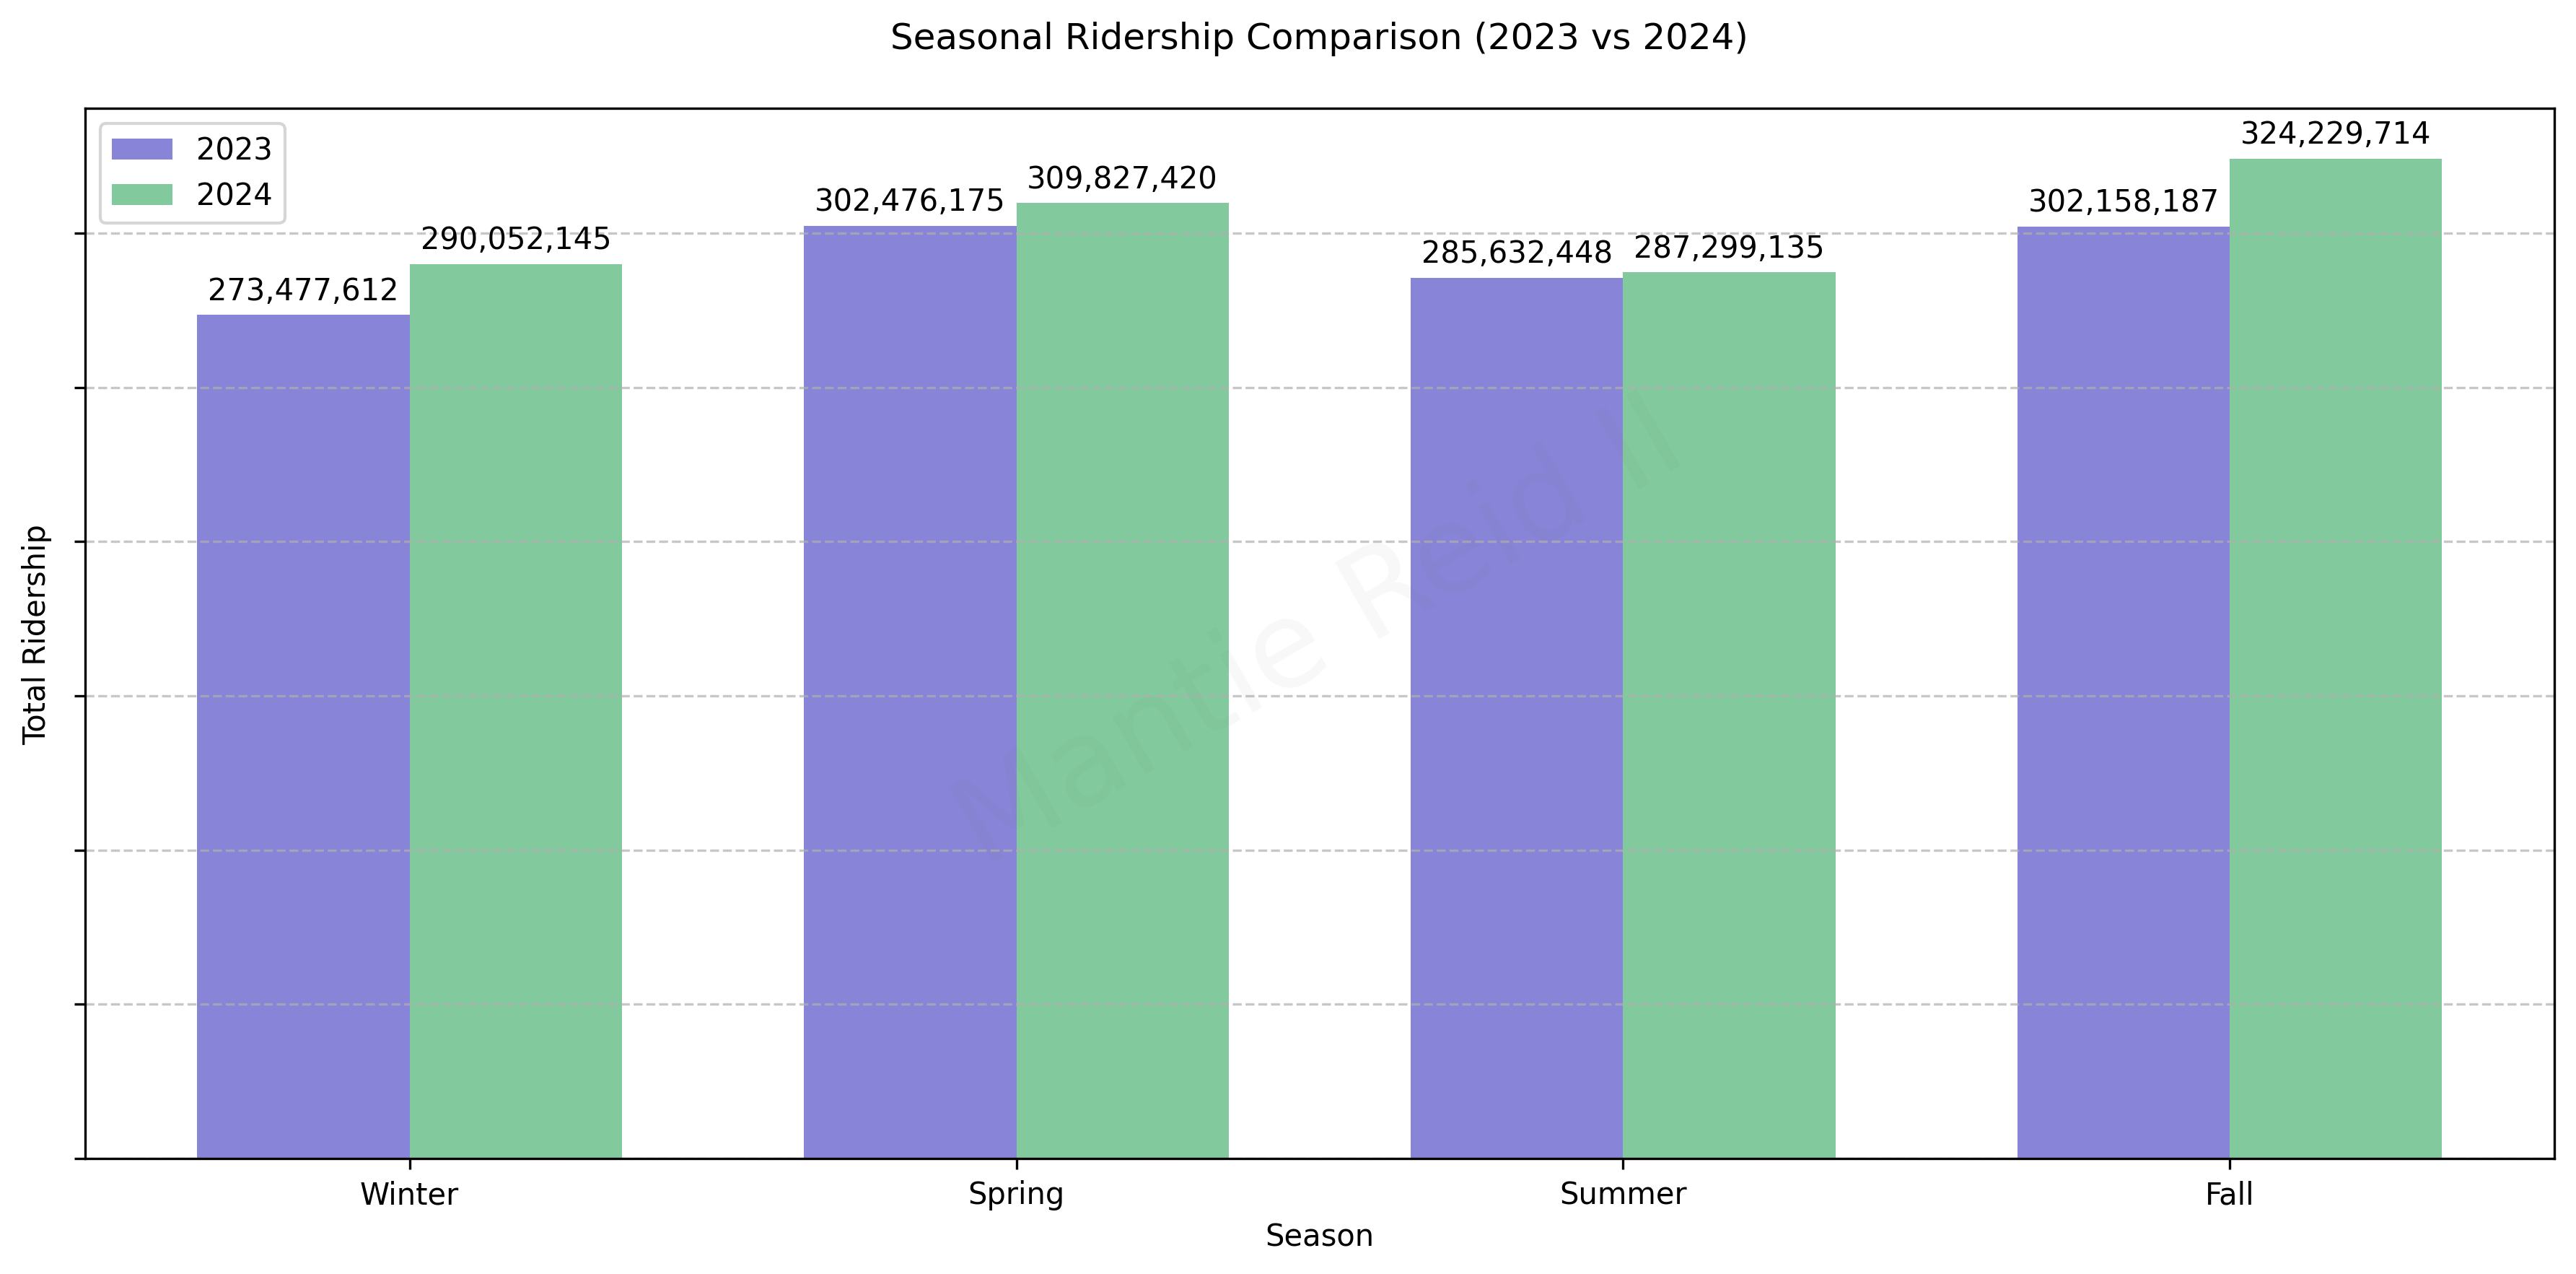 Seasonal Ridership Comparison (2023 vs 2024)
2023
2024
273,477,612
290,052,145
302,476,175
309,827,420
285,632,448
287,299,135
302,158,187
324,229,714
Total Ridership
Mantie Reid II
Winter
Spring
Summer
Fall
Season